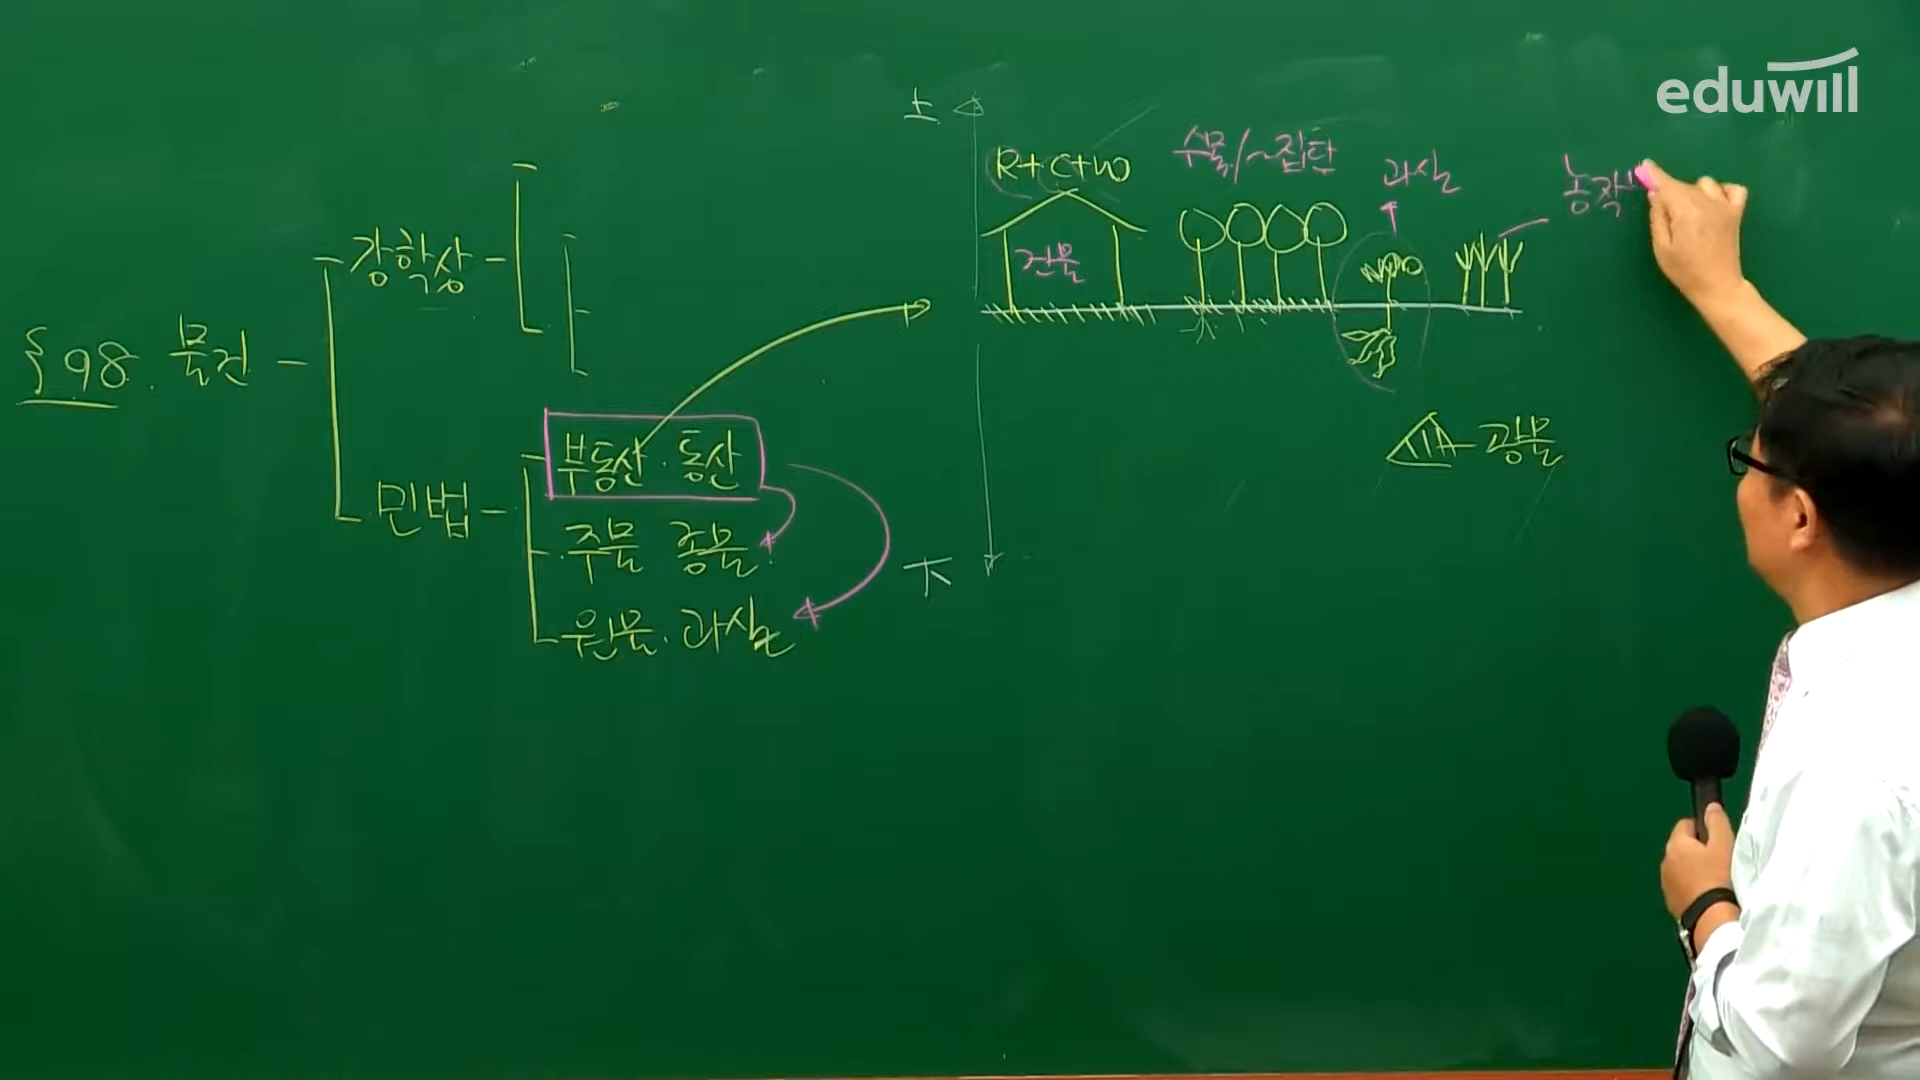 eduwill
§98. 물건
강학상
민법
부동산·동산
주물 종물
원물·과실
上
R+C+W
건물
수목/~집단
과실
농작
광물
下